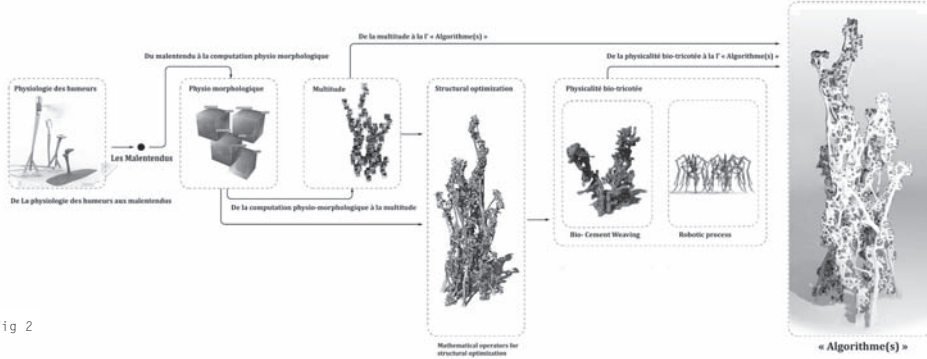 De la multitude à la l' « Algorithme(s) »
Du malentendu à la computation physio morphologique
De la physicalité bio-tricotée à la l' « Algorithme(s) »
Physiologie des humeurs
Physio morphologique
Multitude
Structural optimization
Physicalité bio-tricotée
Les Malentendus
De La physiologie des humeurs aux malentendus
De la computation physio-morphologique à la multitude
Bio- Cement Weaving
Robotic process
ig 2
Mathematical operators for
structural optimization
« Algorithme(s) »